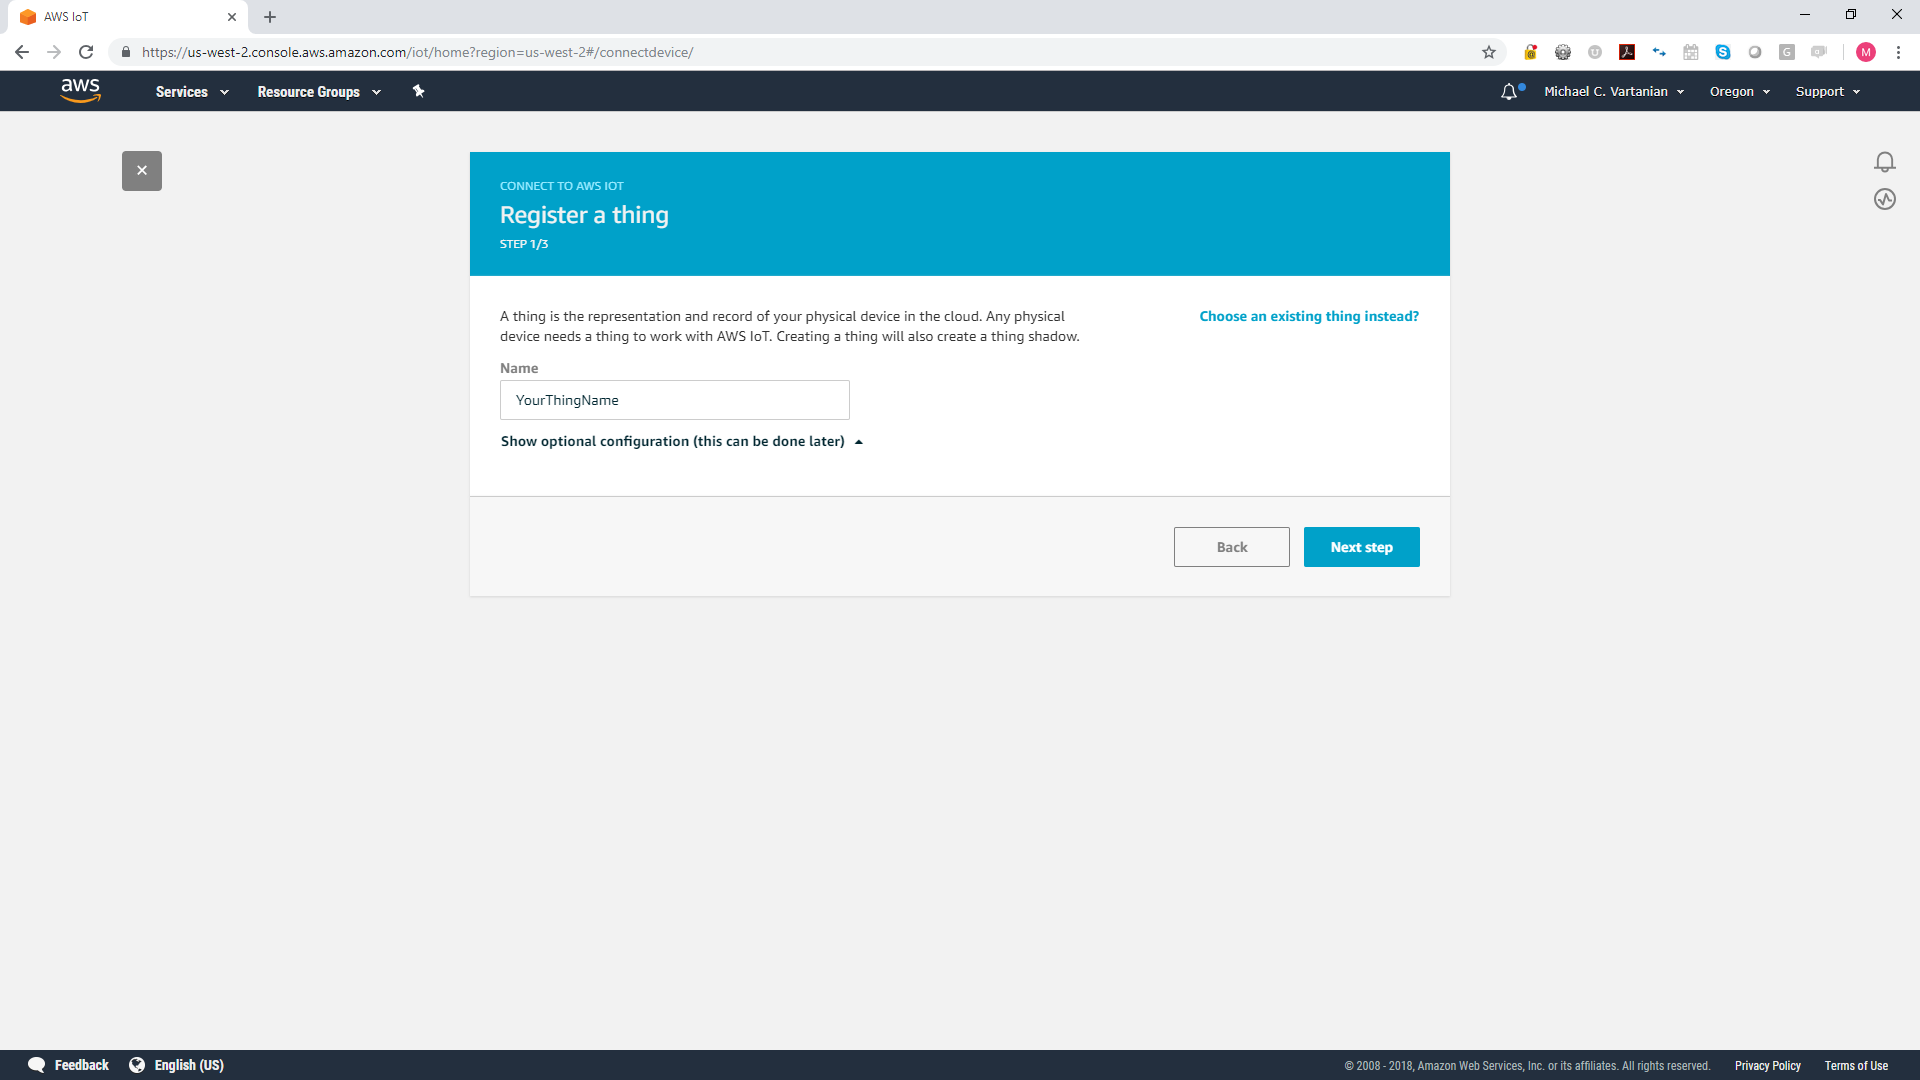 AWS IoT
https://us-west-2.console.aws.amazon.com/iot/home?region=us-west-2#/connectdevice/
M
aws
Services
Resource Groups
Michael C. Vartanian
Oregon
Support
CONNECT TO AWS IOT
Register a thing
STEP 1/3
A thing is the representation and record of your physical device in the cloud. Any physical
device needs a thing to work with AWS IoT. Creating a thing will also create a thing shadow.
Choose an existing thing instead?
Name
YourThingName
Show optional configuration (this can be done later)
Back
Next step
Feedback
English (US)
© 2008 - 2018, Amazon Web Services, Inc. or its affiliates. All rights reserved.
Privacy Policy
Terms of Use